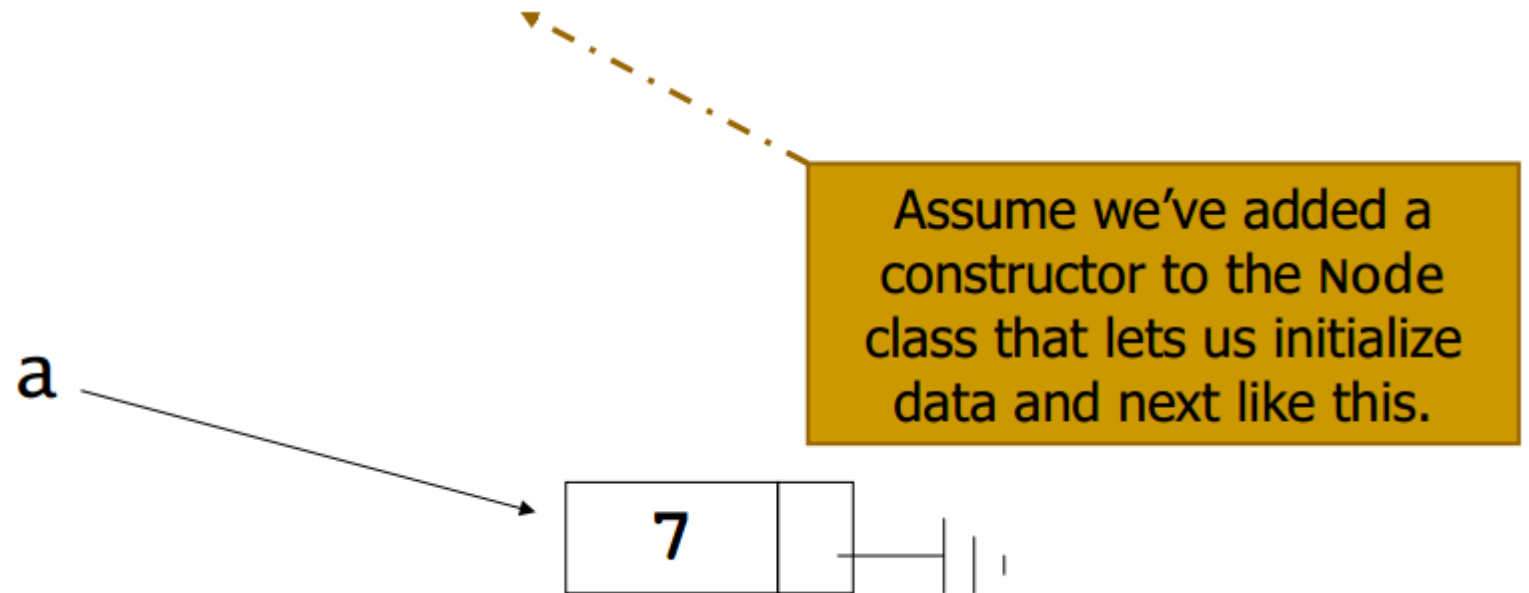 Assume we’ve added a
constructor to the Node
class that lets us initialize
data and next like this.
a
7